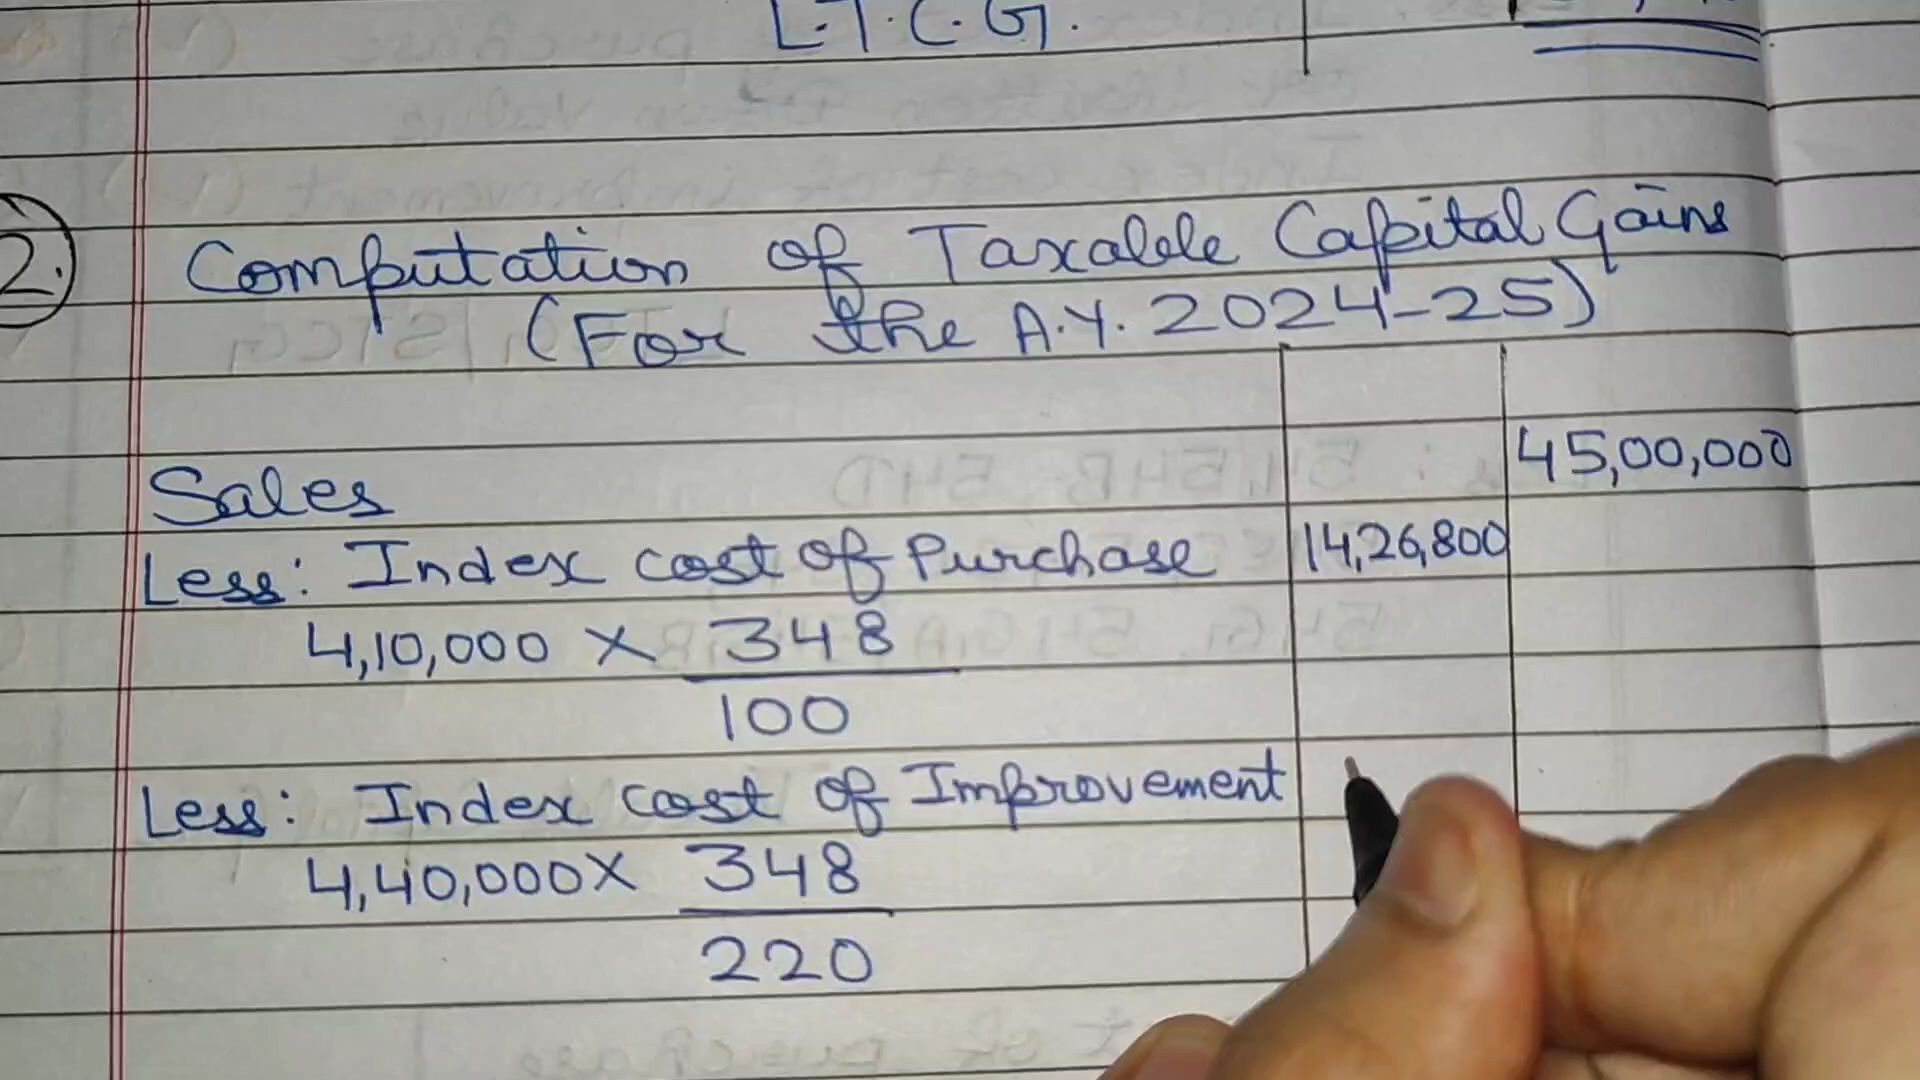 L.T.C.G.
2. Computation of Taxable Capital Gains
(For the A.Y. 2024-25)
Sales 45,00,000
Less: Index cost of Purchase 14,26,800
4,10,000 × 348
100
Less: Index cost of Improvement
4,40,000 × 348
220